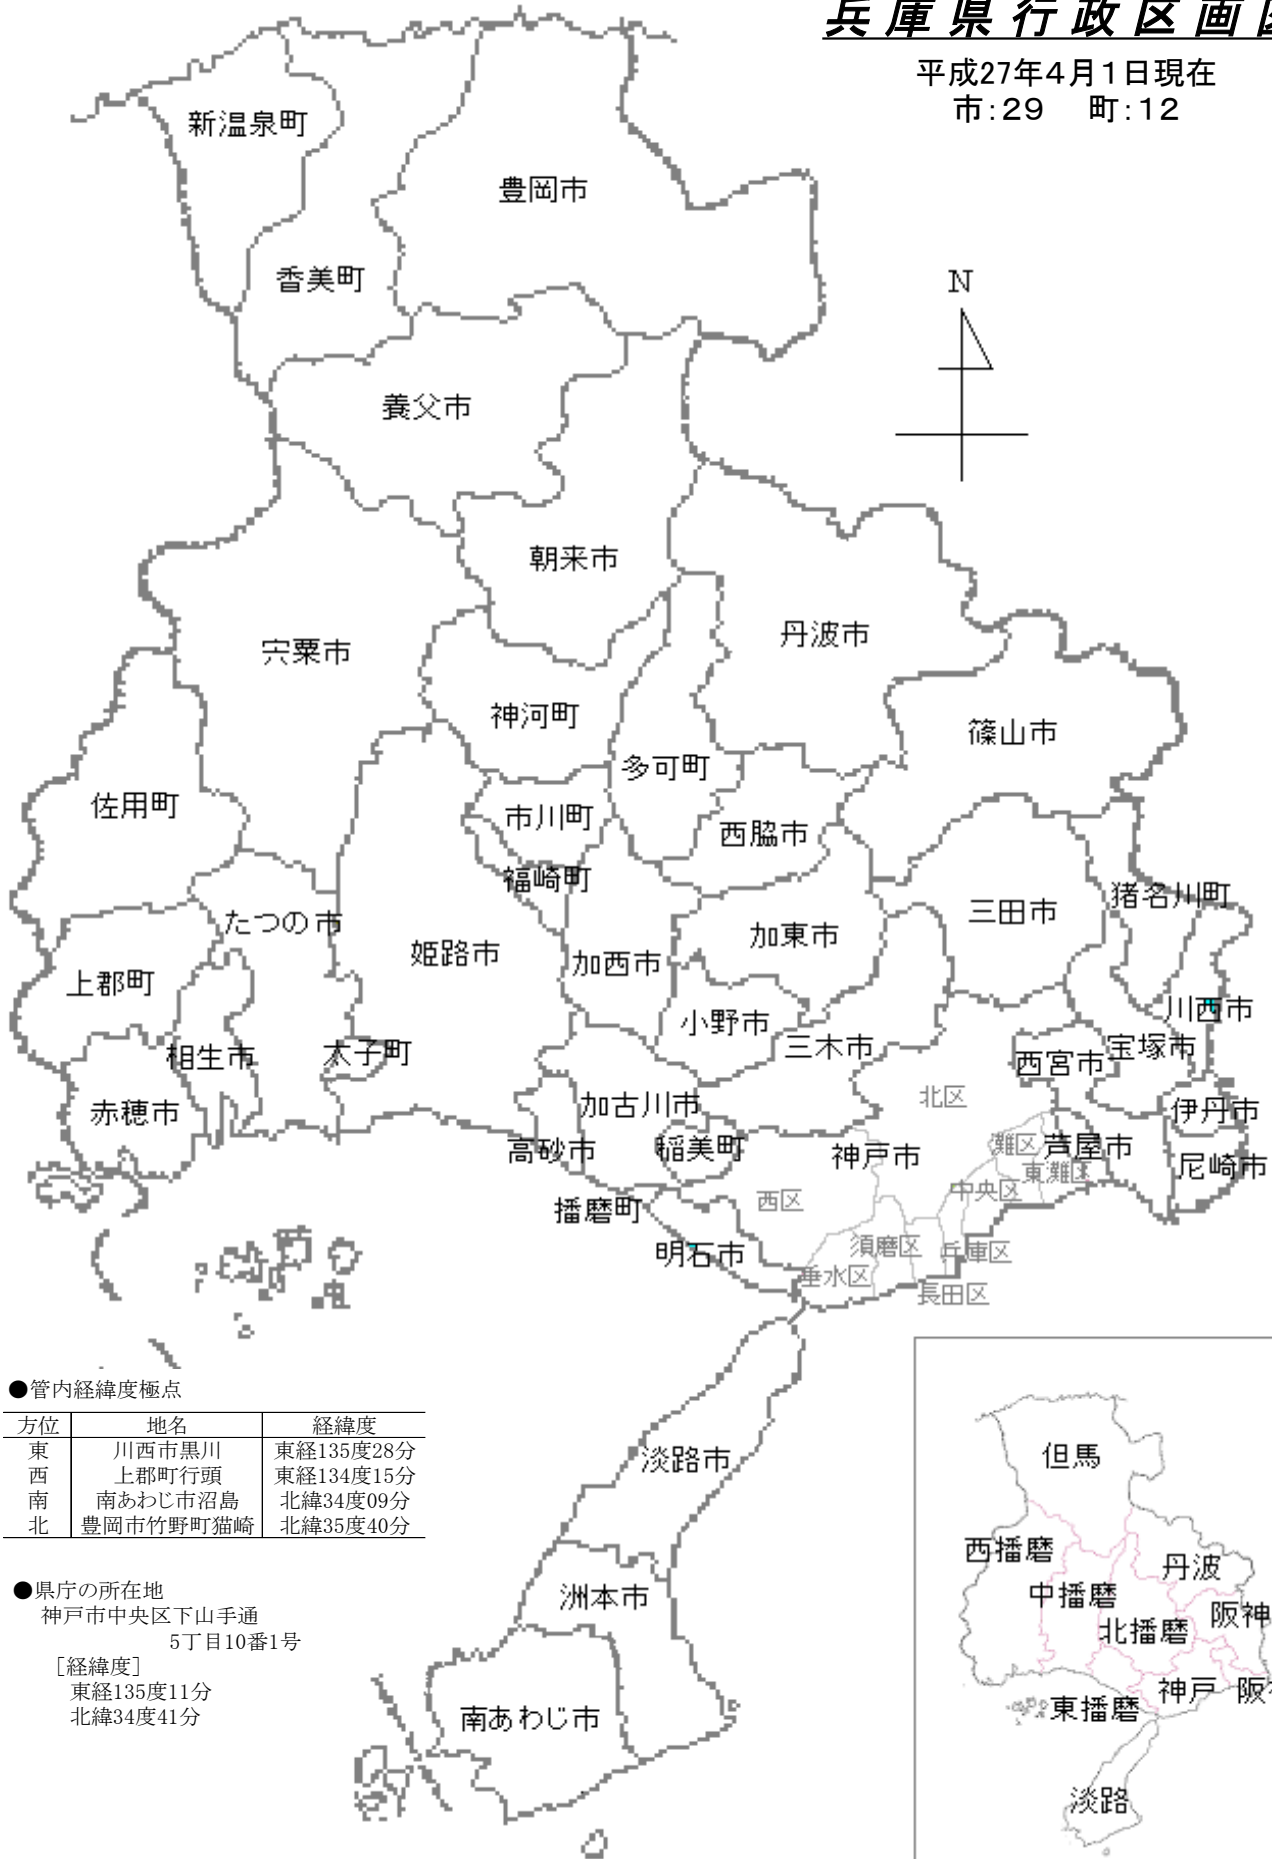 兵庫県行政区画図
平成27年4月1日現在
市:29　町:12
N
新温泉町
豊岡市
香美町
養父市
朝来市
宍粟市
丹波市
神河町
篠山市
多可町
佐用町
市川町
西脇市
福崎町
猪名川町
たつの市
三田市
加東市
姫路市
加西市
上郡町
川西市
小野市
三木市
宝塚市
相生市
太子町
西宮市
北区
赤穂市
加古川市
伊丹市
高砂市
稲美町
神戸市
灘区
芦屋市
東灘区
尼崎市
中央区
西区
播磨町
明石市
須磨区
兵庫区
垂水区
長田区
淡路市
洲本市
南あわじ市
●管内経緯度極点
方位　地名　経緯度
東　川西市黒川　東経135度28分
西　上郡町行頭　東経134度15分
南　南あわじ市沼島　北緯34度09分
北　豊岡市竹野町猫崎　北緯35度40分
●県庁の所在地
神戸市中央区下山手通
5丁目10番1号
［経緯度］
東経135度11分
北緯34度41分
但馬
西播磨
丹波
中播磨
阪神
北播磨
神戸
阪神
東播磨
淡路